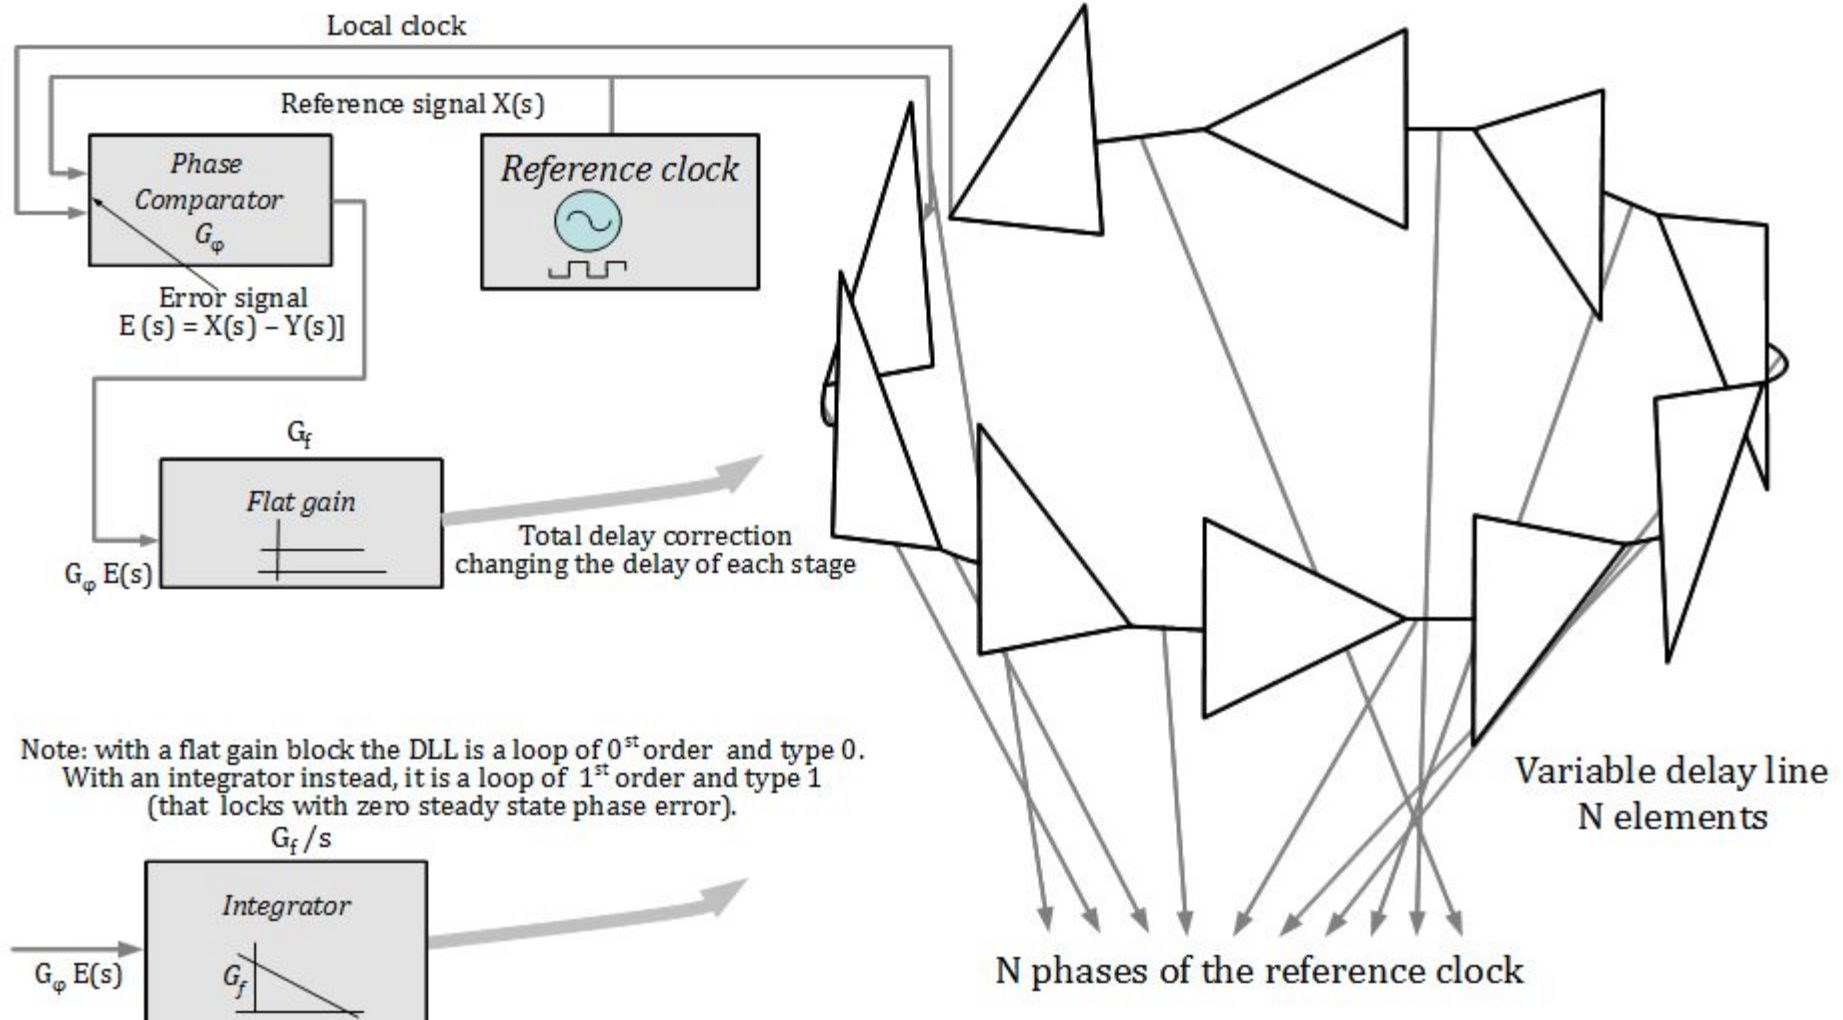 Local clock
Reference signal X(s)
Phase
Comparator
Gφ
Reference clock
Error signal
E (s) = X(s) – Y(s)]
Gf
Flat gain
Gφ E(s)
Total delay correction
changing the delay of each stage
Note: with a flat gain block the DLL is a loop of 0st order and type 0.
With an integrator instead, it is a loop of 1st order and type 1
(that locks with zero steady state phase error).
Gf /s
Integrator
Gf
Gφ E(s)
Variable delay line
N elements
N phases of the reference clock